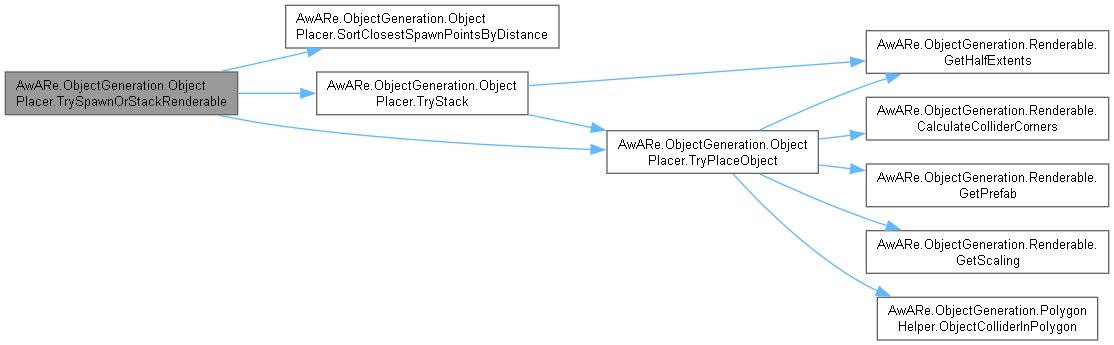 AwARe.ObjectGeneration.Object
Placer.TrySpawnOrStackRenderable
AwARe.ObjectGeneration.Object
Placer.SortClosestSpawnPointsByDistance
AwARe.ObjectGeneration.Object
Placer.TryStack
AwARe.ObjectGeneration.Object
Placer.TryPlaceObject
AwARe.ObjectGeneration.Renderable.
GetHalfExtents
AwARe.ObjectGeneration.Renderable.
CalculateColliderCorners
AwARe.ObjectGeneration.Renderable.
GetPrefab
AwARe.ObjectGeneration.Renderable.
GetScaling
AwARe.ObjectGeneration.Polygon
Helper.ObjectColliderInPolygon